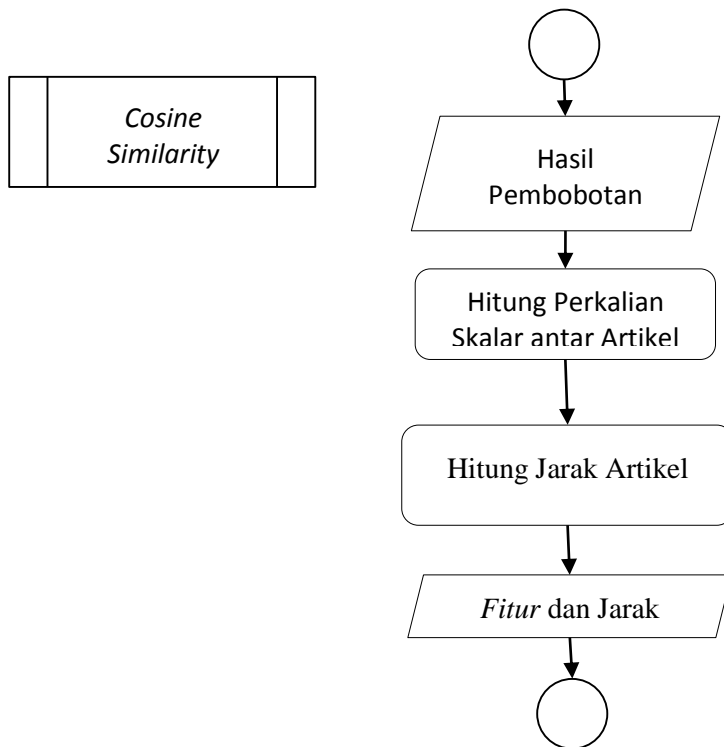 Cosine
Similarity
Hasil
Pembobotan
Hitung Perkalian
Skalar antar Artikel
Hitung Jarak Artikel
Fitur dan Jarak